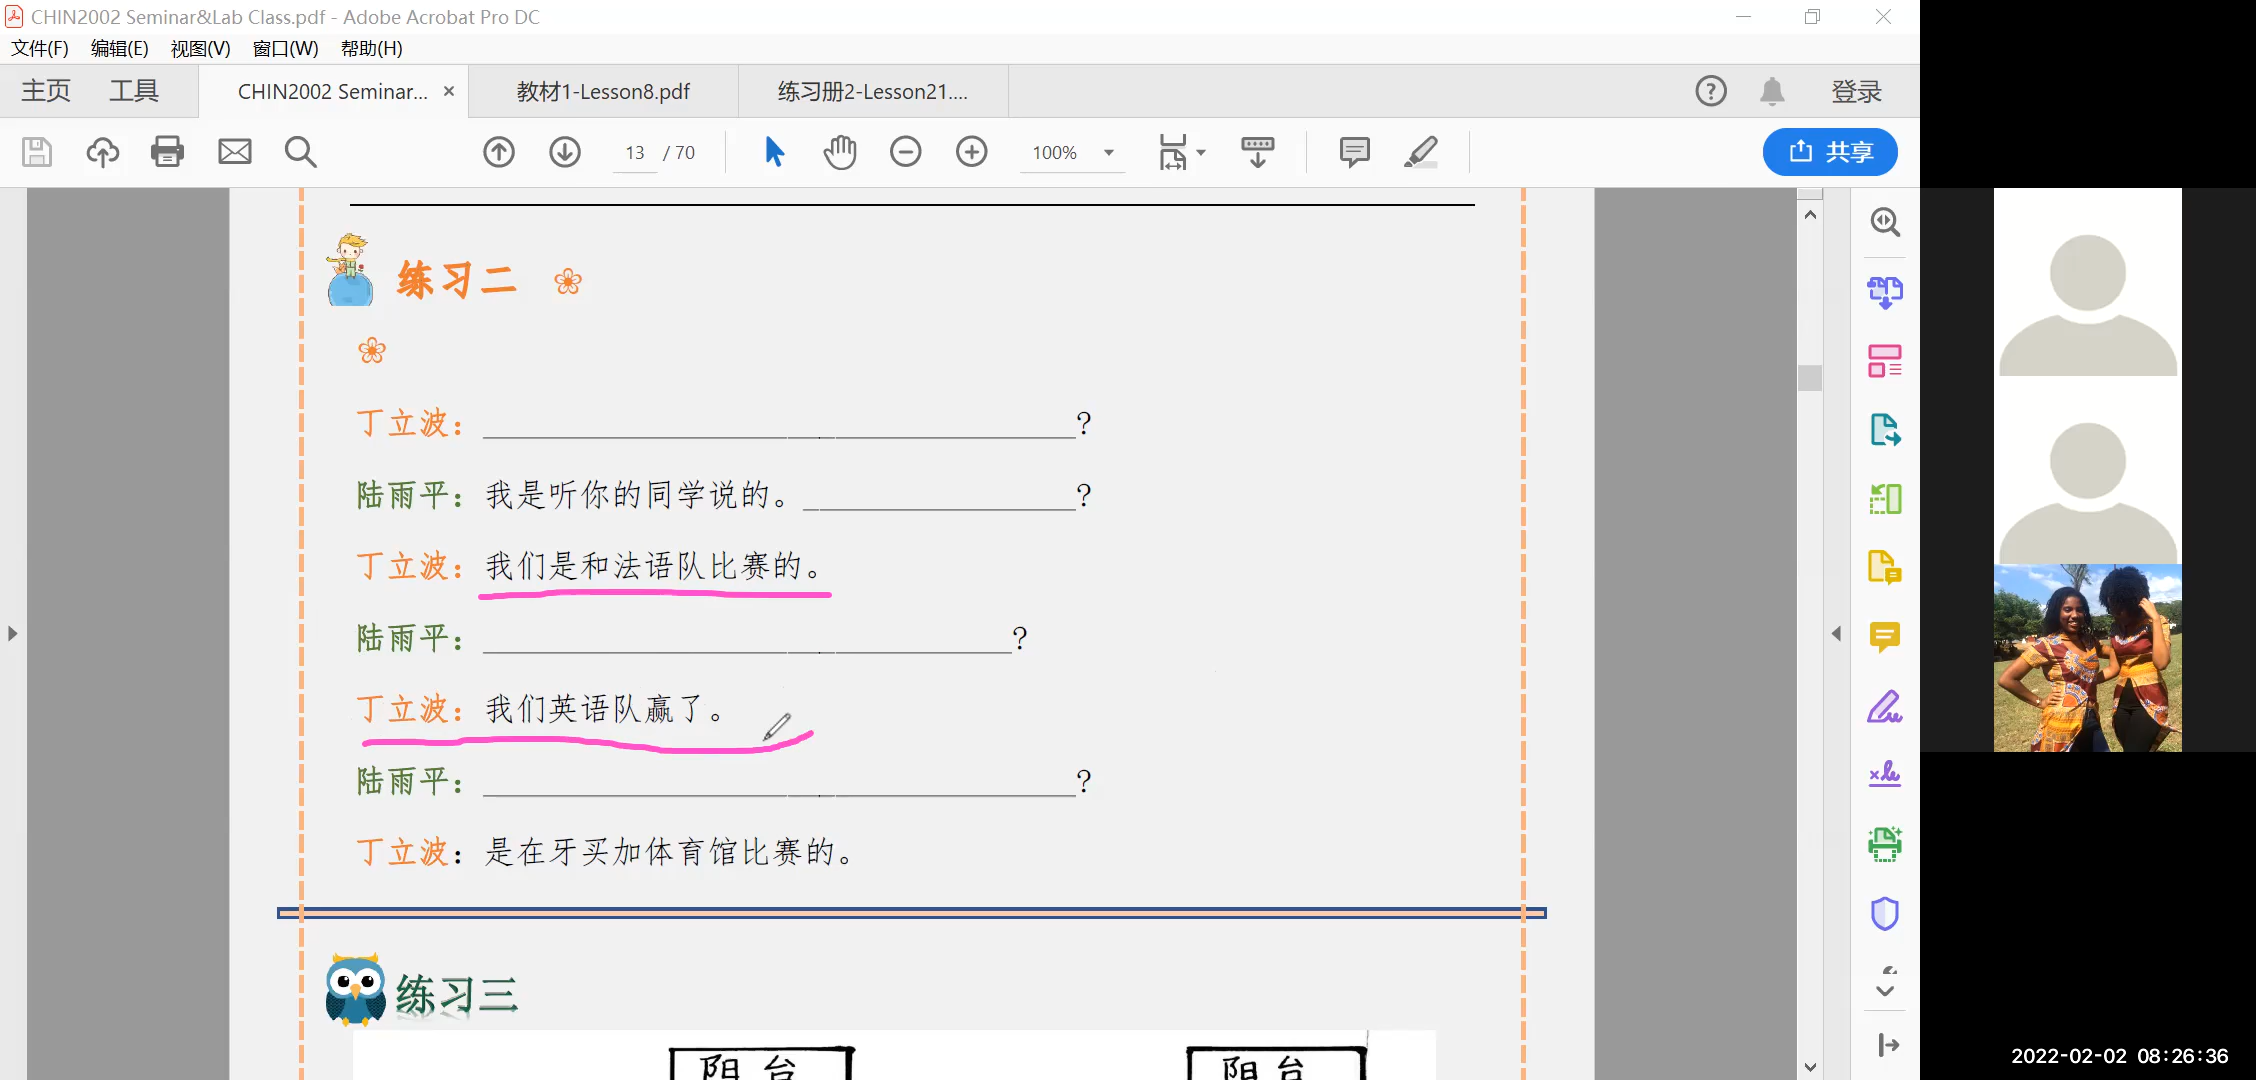 CHIN2002 Seminar&Lab Class.pdf - Adobe Acrobat Pro DC
文件(F) 编辑(E) 视图(V) 窗口(W) 帮助(H)
主页 工具 CHIN2002 Seminar... × 教材1-Lesson8.pdf 练习册2-Lesson21.... 登录
13 / 70 100% 共享
练习二
丁立波：____________________?
陆雨平：我是听你的同学说的。__________?
丁立波：我们是和法语队比赛的。
陆雨平：____________________?
丁立波：我们英语队赢了。
陆雨平：____________________?
丁立波：是在牙买加体育馆比赛的。
练习三
阳台 阳台
2022-02-02 08:26:36